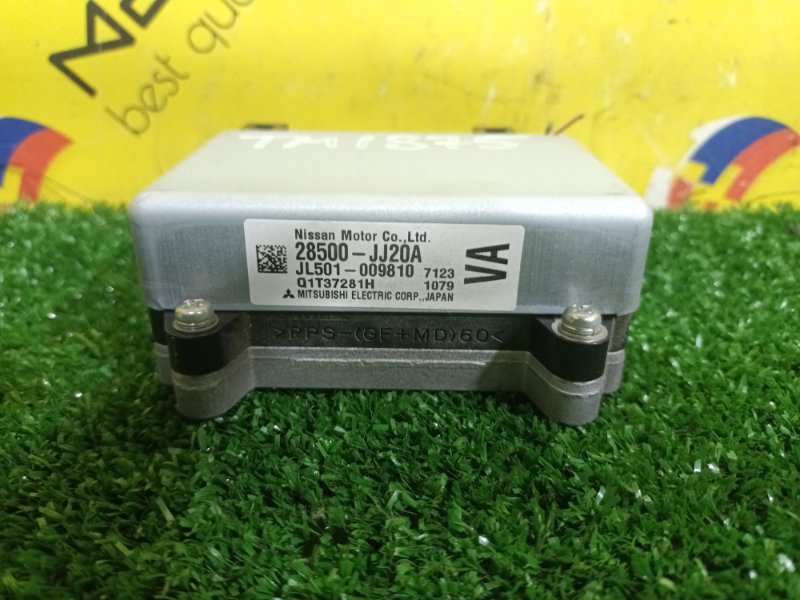 best qu
TM1875
Nissan Motor Co.,Ltd.
28500-JJ20A
JL501-009810 7123
Q1T37281H 1079
MITSUBISHI ELECTRIC CORP.,JAPAN
VA
>PPS-(GF+MD)60<